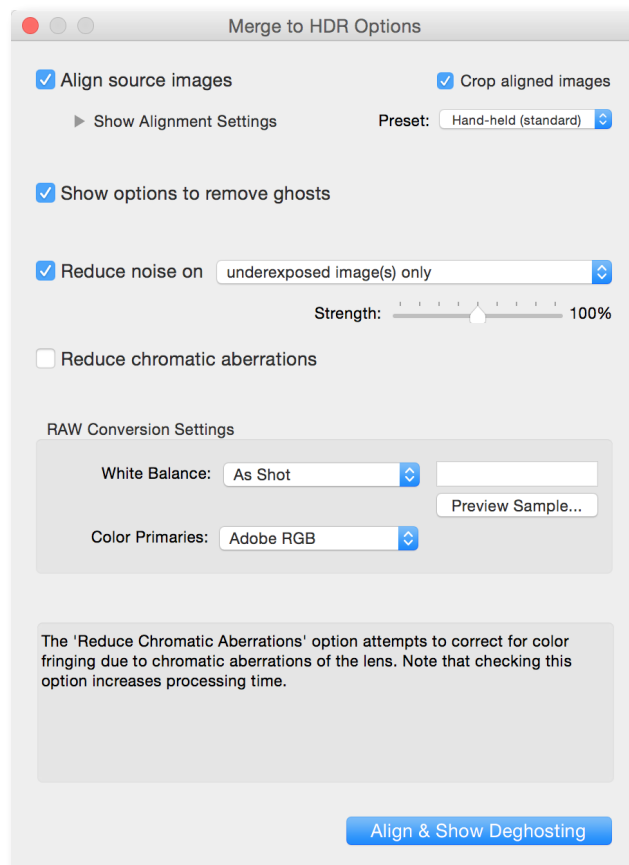 Merge to HDR Options
Align source images
Crop aligned images
Show Alignment Settings
Preset: Hand-held (standard)
Show options to remove ghosts
Reduce noise on underexposed image(s) only
Strength: 100%
Reduce chromatic aberrations
RAW Conversion Settings
White Balance: As Shot
Preview Sample...
Color Primaries: Adobe RGB
The 'Reduce Chromatic Aberrations' option attempts to correct for color
fringing due to chromatic aberrations of the lens. Note that checking this
option increases processing time.
Align & Show Deghosting